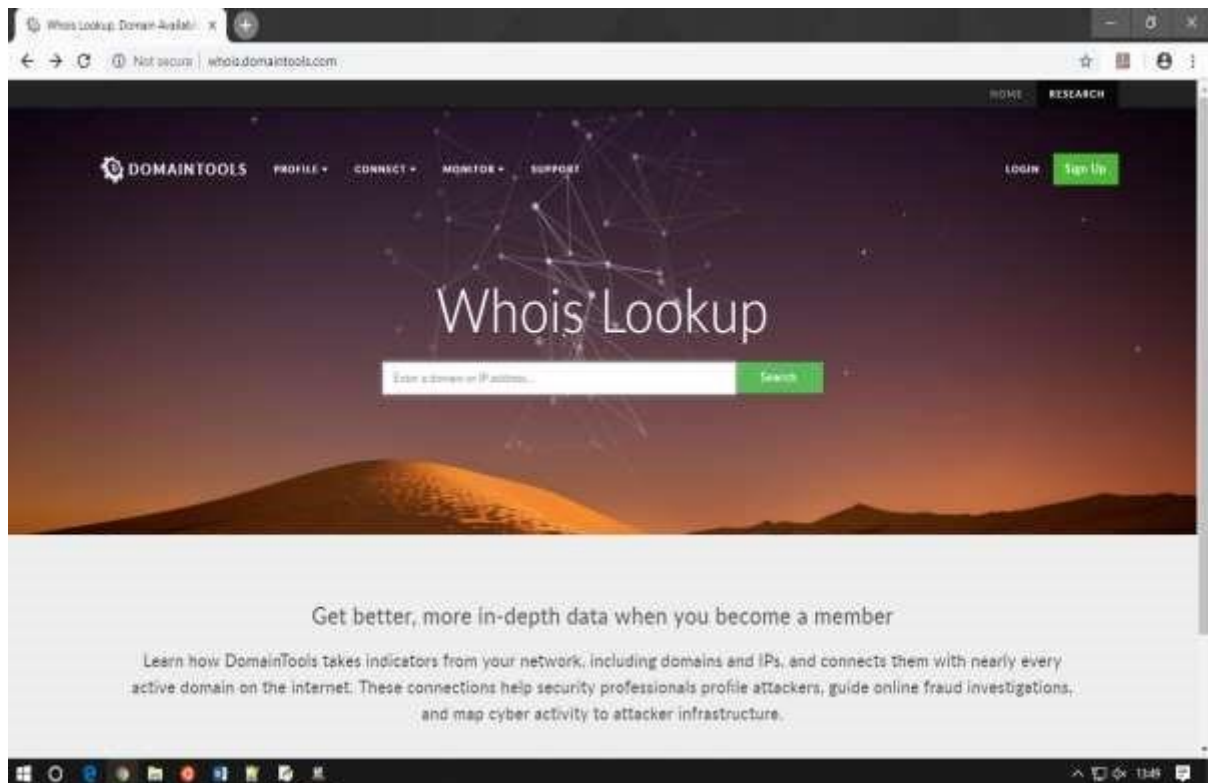 Whois Lookup, Domain Availabi
Not secure | whois.domaintools.com
HOME RESEARCH
DOMAINTOOLS PROFILE CONNECT MONITOR SUPPORT LOGIN Sign Up
Whois Lookup
Enter a domain or IP address... Search
Get better, more in-depth data when you become a member
Learn how DomainTools takes indicators from your network, including domains and IPs, and connects them with nearly every
active domain on the internet. These connections help security professionals profile attackers, guide online fraud investigations,
and map cyber activity to attacker infrastructure.
13:49